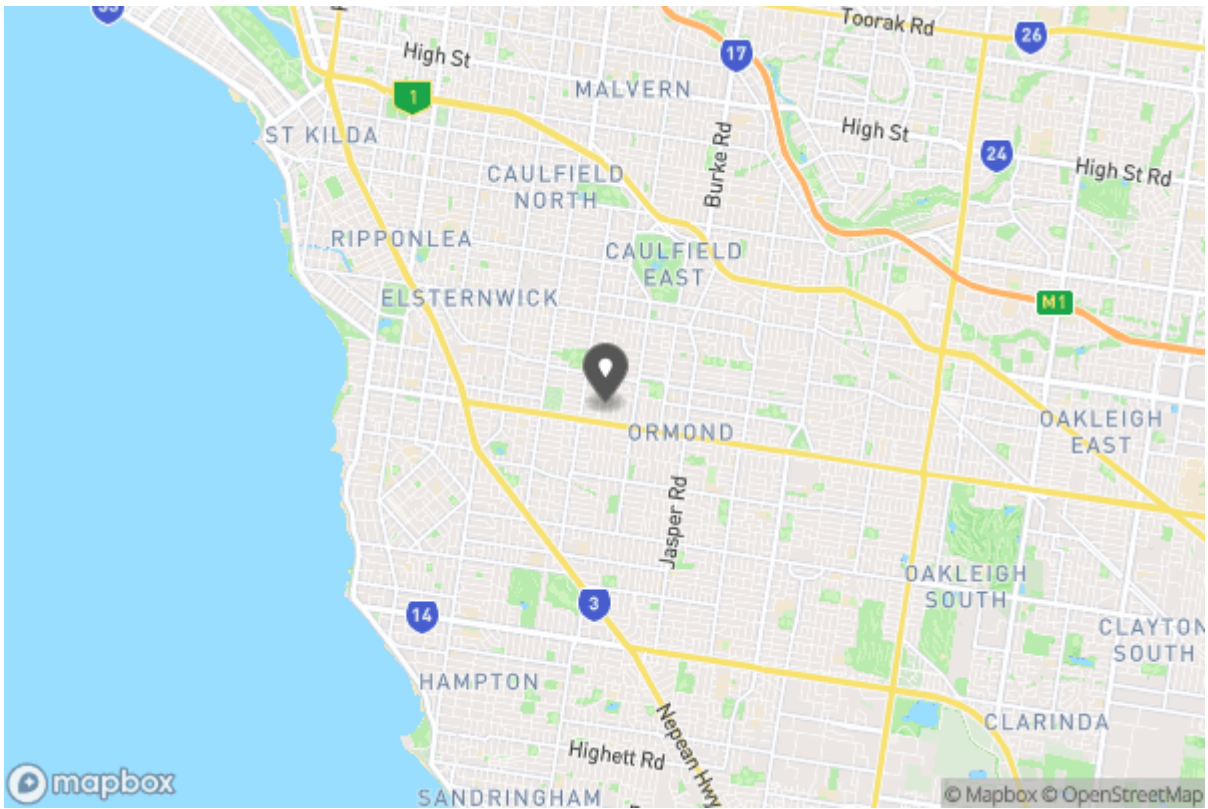 33
Toorak Rd
26
High St
17
MALVERN
1
High St
ST KILDA
24
Burke Rd
High St Rd
CAULFIELD
NORTH
RIPPONLEA
CAULFIELD
EAST
ELSTERNWICK
M1
OAKLEIGH
EAST
ORMOND
Jasper Rd
OAKLEIGH
SOUTH
3
14
CLAYTON
SOUTH
HAMPTON
Nepean Hwy
CLARINDA
Highett Rd
mapbox
SANDRINGHAM
© Mapbox © OpenStreetMap